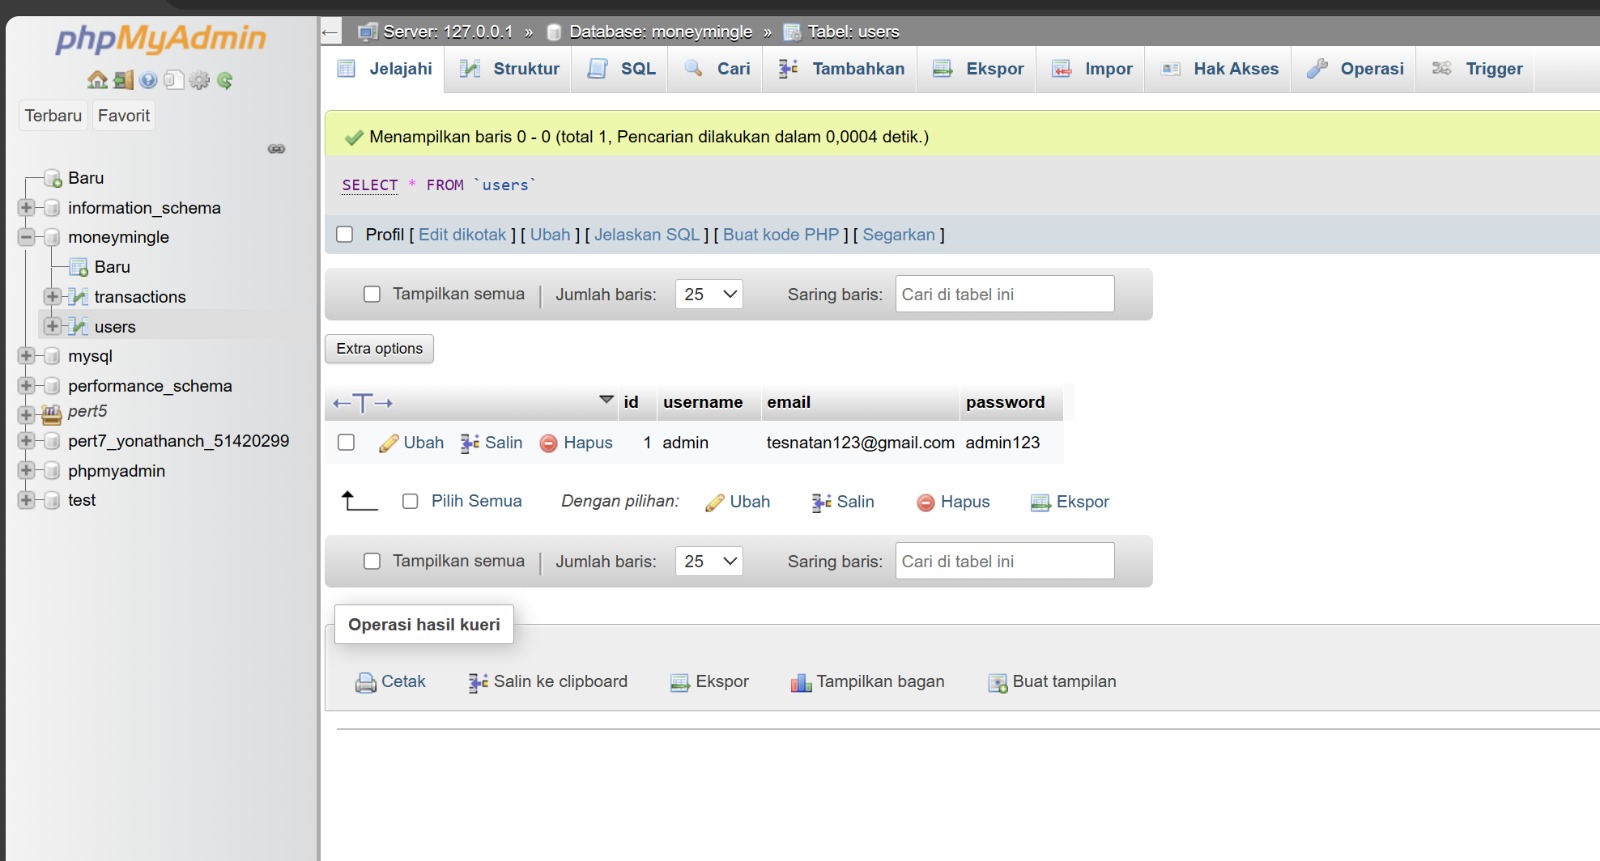 phpMyAdmin
Terbaru Favorit
Baru
information_schema
moneymingle
Baru
transactions
users
mysql
performance_schema
pert5
pert7_yonathanch_51420299
phpmyadmin
test
Server: 127.0.0.1 » Database: moneymingle » Tabel: users
Jelajahi Struktur SQL Cari Tambahkan Ekspor Impor Hak Akses Operasi Trigger
Menampilkan baris 0 - 0 (total 1, Pencarian dilakukan dalam 0,0004 detik.)
SELECT * FROM `users`
Profil [ Edit dikotak ] [ Ubah ] [ Jelaskan SQL ] [ Buat kode PHP ] [ Segarkan ]
Tampilkan semua | Jumlah baris: 25 Saring baris: Cari di tabel ini
Extra options
←T→ id username email password
Ubah Salin Hapus 1 admin tesnatan123@gmail.com admin123
Pilih Semua Dengan pilihan: Ubah Salin Hapus Ekspor
Tampilkan semua | Jumlah baris: 25 Saring baris: Cari di tabel ini
Operasi hasil kueri
Cetak Salin ke clipboard Ekspor Tampilkan bagan Buat tampilan